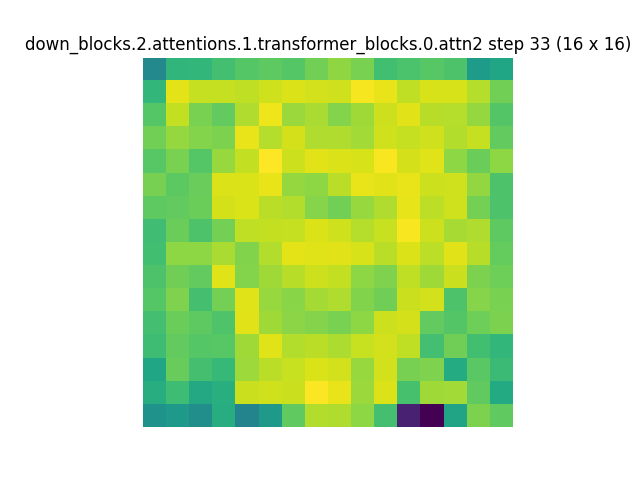 down_blocks.2.attentions.1.transformer_blocks.0.attn2 step 33 (16 x 16)